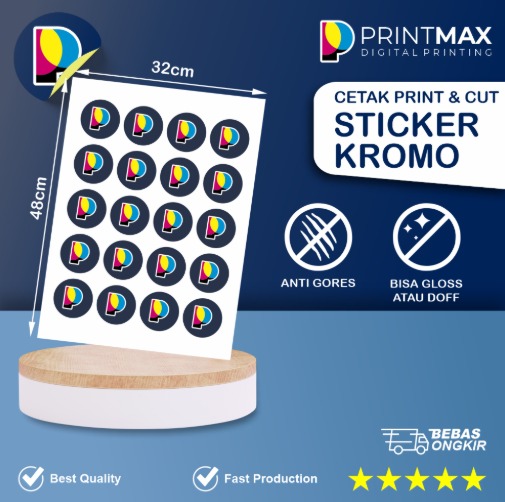 PRINTMAX
DIGITAL PRINTING
32cm
48cm
CETAK PRINT & CUT
STICKER
KROMO
ANTI GORES
BISA GLOSS
ATAU DOFF
BEBAS
ONGKIR
Best Quality
Fast Production